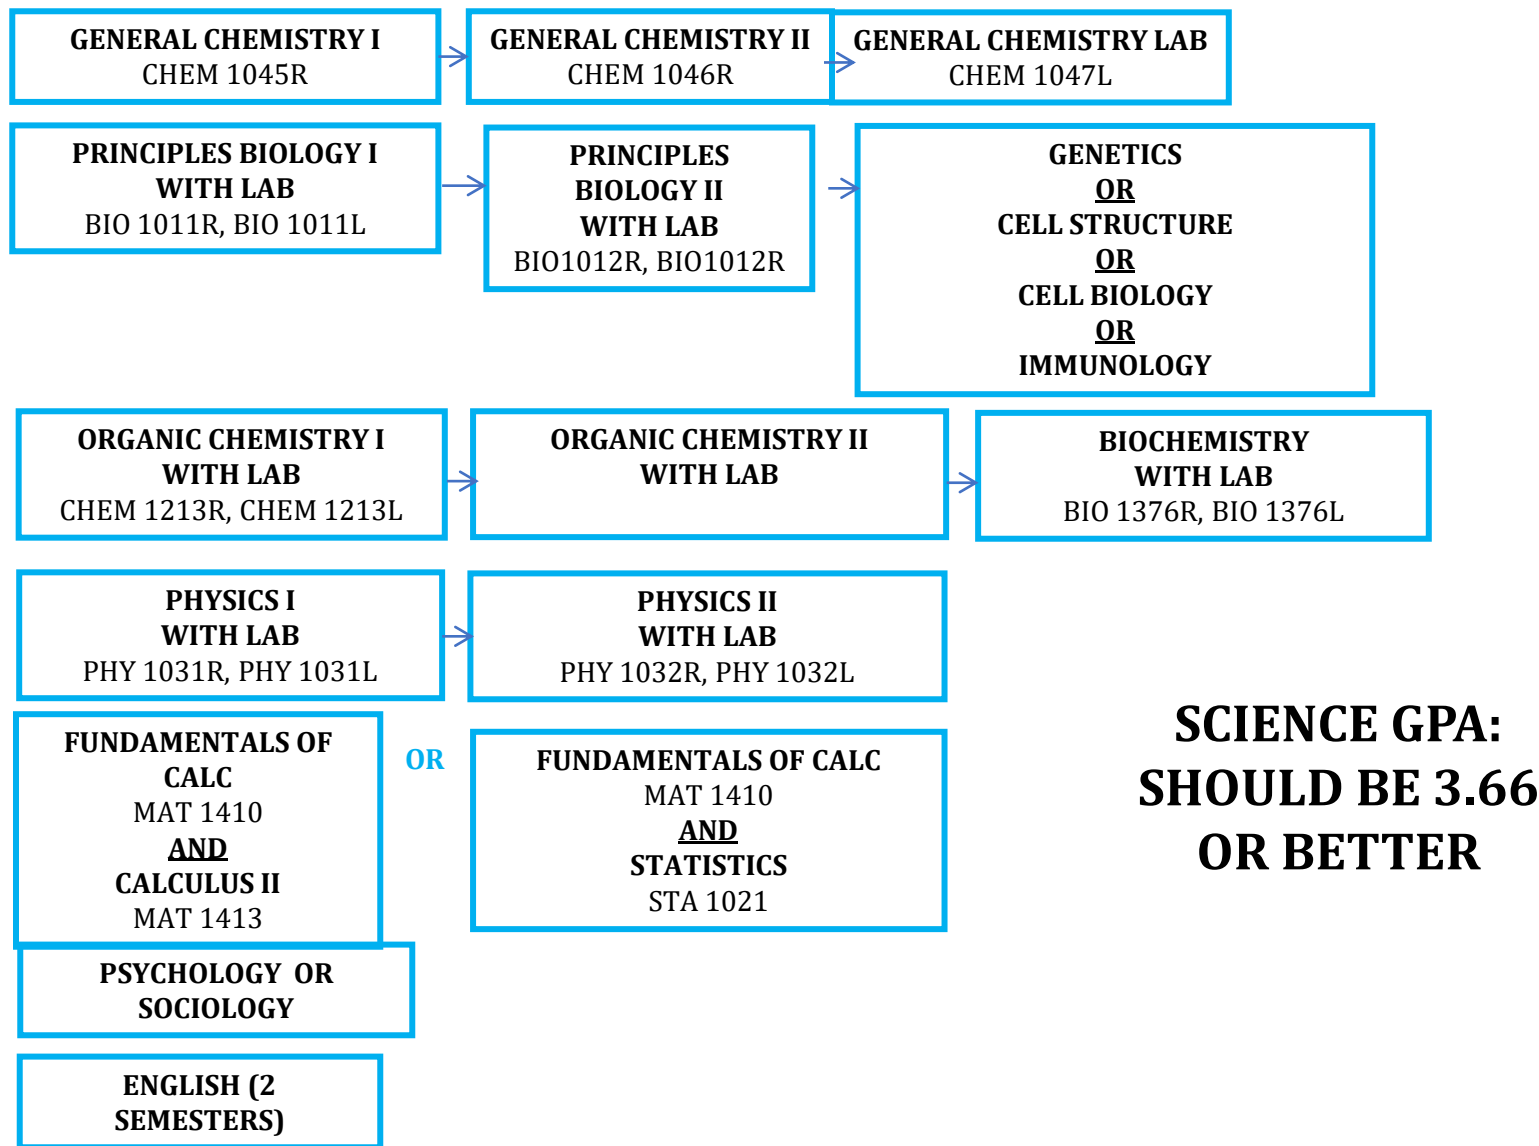 GENERAL CHEMISTRY I
CHEM 1045R
GENERAL CHEMISTRY II
CHEM 1046R
GENERAL CHEMISTRY LAB
CHEM 1047L
PRINCIPLES BIOLOGY I
WITH LAB
BIO 1011R, BIO 1011L
PRINCIPLES
BIOLOGY II
WITH LAB
BIO1012R, BIO1012R
GENETICS
OR
CELL STRUCTURE
OR
CELL BIOLOGY
OR
IMMUNOLOGY
ORGANIC CHEMISTRY I
WITH LAB
CHEM 1213R, CHEM 1213L
ORGANIC CHEMISTRY II
WITH LAB
BIOCHEMISTRY
WITH LAB
BIO 1376R, BIO 1376L
PHYSICS I
WITH LAB
PHY 1031R, PHY 1031L
PHYSICS II
WITH LAB
PHY 1032R, PHY 1032L
FUNDAMENTALS OF
CALC
MAT 1410
AND
CALCULUS II
MAT 1413
OR
FUNDAMENTALS OF CALC
MAT 1410
AND
STATISTICS
STA 1021
SCIENCE GPA:
SHOULD BE 3.66
OR BETTER
PSYCHOLOGY OR
SOCIOLOGY
ENGLISH (2
SEMESTERS)